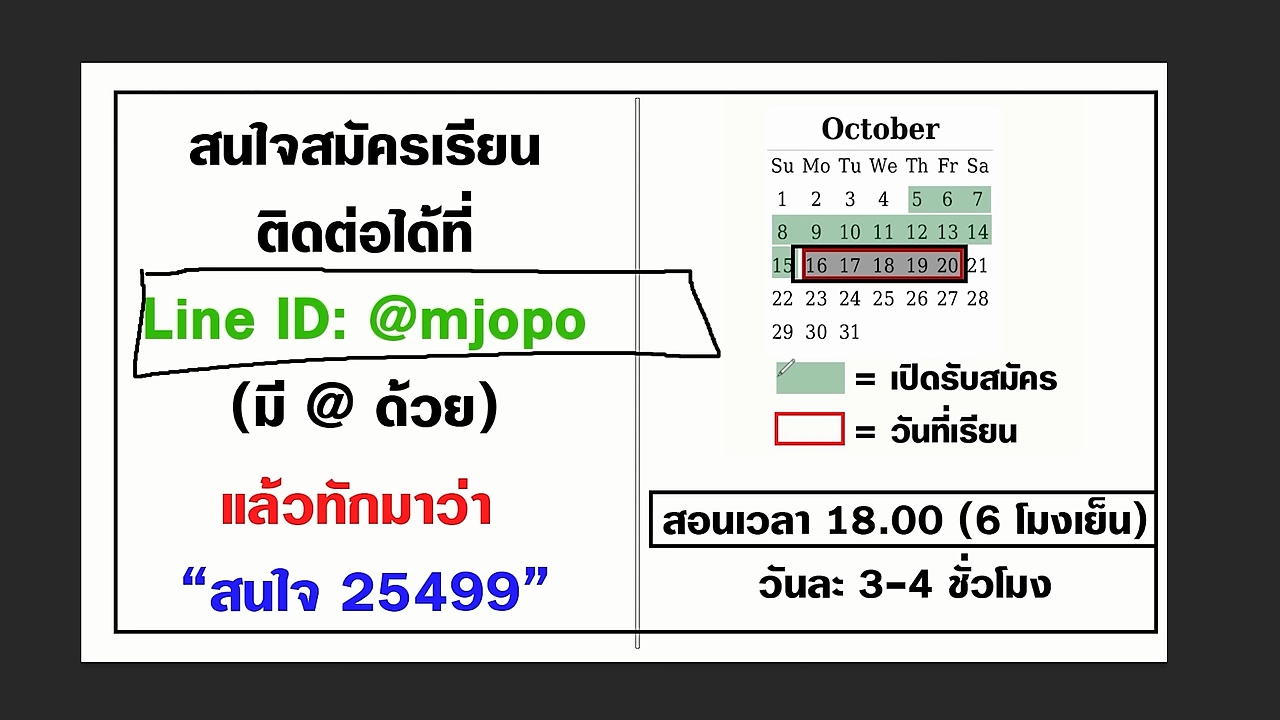 สนใจสมัครเรียน
ติดต่อได้ที่
Line ID: @mjopo
(มี @ ด้วย)
แล้วทักมาว่า
“สนใจ 25499”
October
Su Mo Tu We Th Fr Sa
1 2 3 4 5 6 7
8 9 10 11 12 13 14
15 16 17 18 19 20 21
22 23 24 25 26 27 28
29 30 31
= เปิดรับสมัคร
= วันที่เรียน
สอนเวลา 18.00 (6 โมงเย็น)
วันละ 3-4 ชั่วโมง